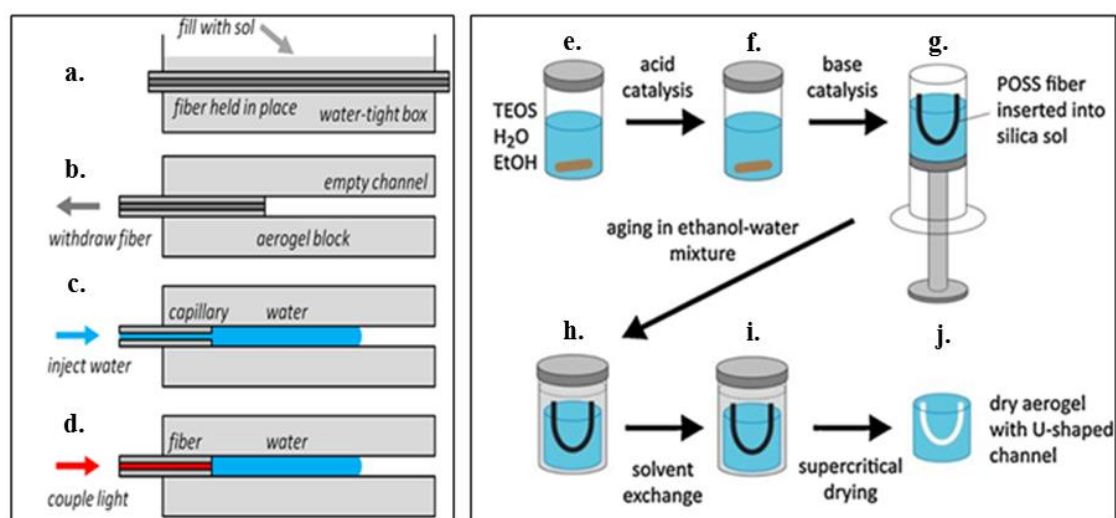 fill with sol
a.
fiber held in place
water-tight box
b.
empty channel
withdraw fiber
aerogel block
c.
capillary
water
inject water
d.
fiber
water
couple light
e.
f.
g.
acid
catalysis
base
catalysis
TEOS
H₂O
EtOH
POSS fiber
inserted into
silica sol
aging in ethanol-water
mixture
h.
i.
j.
solvent
exchange
supercritical
drying
dry aerogel
with U-shaped
channel